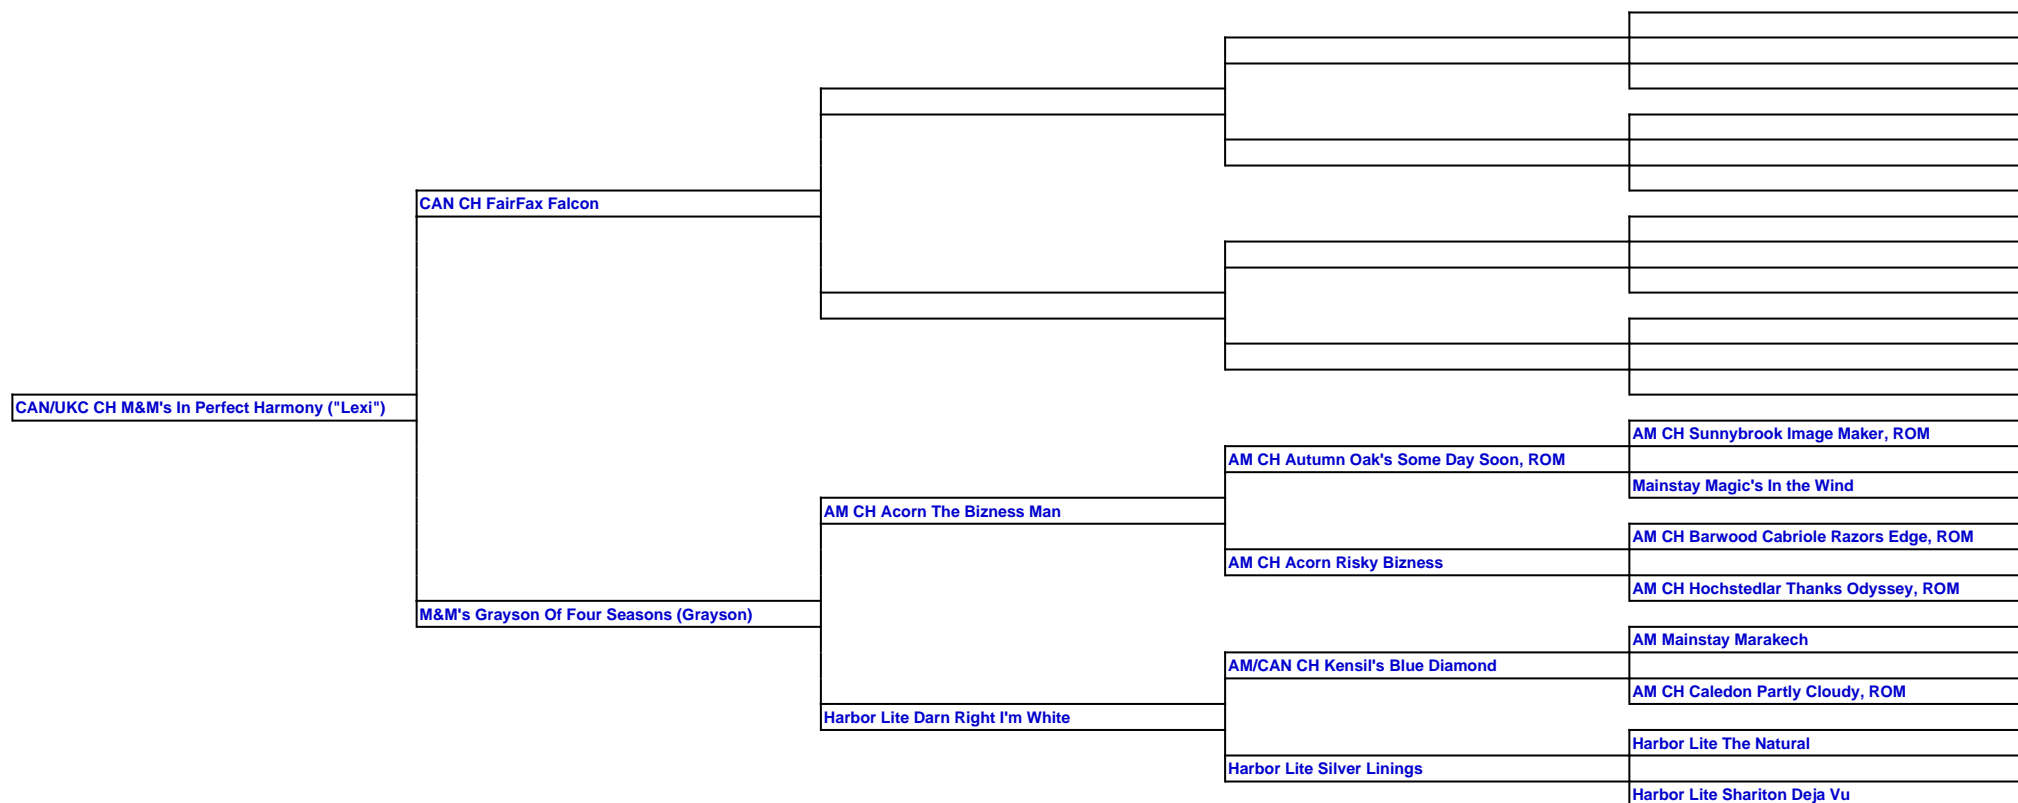 CAN CH FairFax Falcon
CAN/UKC CH M&M's In Perfect Harmony ("Lexi")
AM CH Sunnybrook Image Maker, ROM
AM CH Autumn Oak's Some Day Soon, ROM
Mainstay Magic's In the Wind
AM CH Acorn The Bizness Man
AM CH Barwood Cabriole Razors Edge, ROM
AM CH Acorn Risky Bizness
AM CH Hochstedlar Thanks Odyssey, ROM
M&M's Grayson Of Four Seasons (Grayson)
AM Mainstay Marakech
AM/CAN CH Kensil's Blue Diamond
AM CH Caledon Partly Cloudy, ROM
Harbor Lite Darn Right I'm White
Harbor Lite The Natural
Harbor Lite Silver Linings
Harbor Lite Shariton Deja Vu